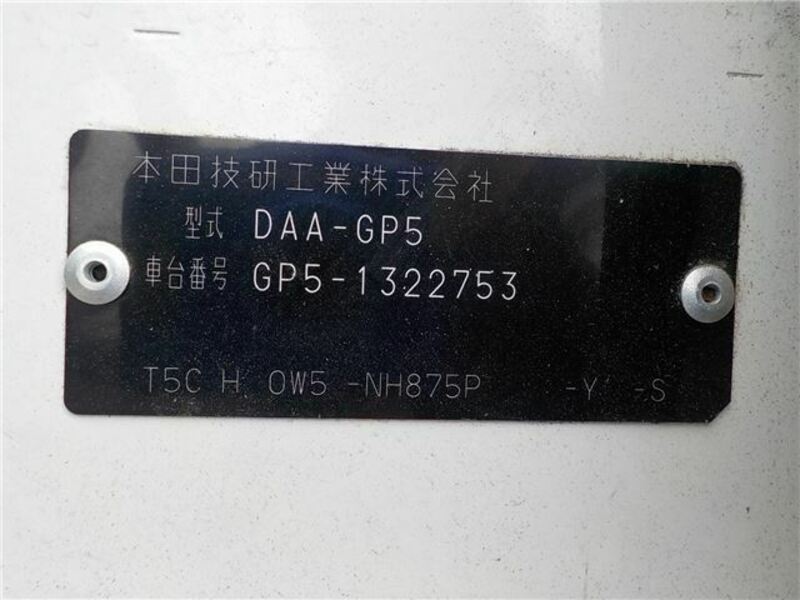 本田技研工業株式会社
型式 DAA-GP5
車台番号 GP5-1322753
T5C H 0W5 -NH875P -Y -S